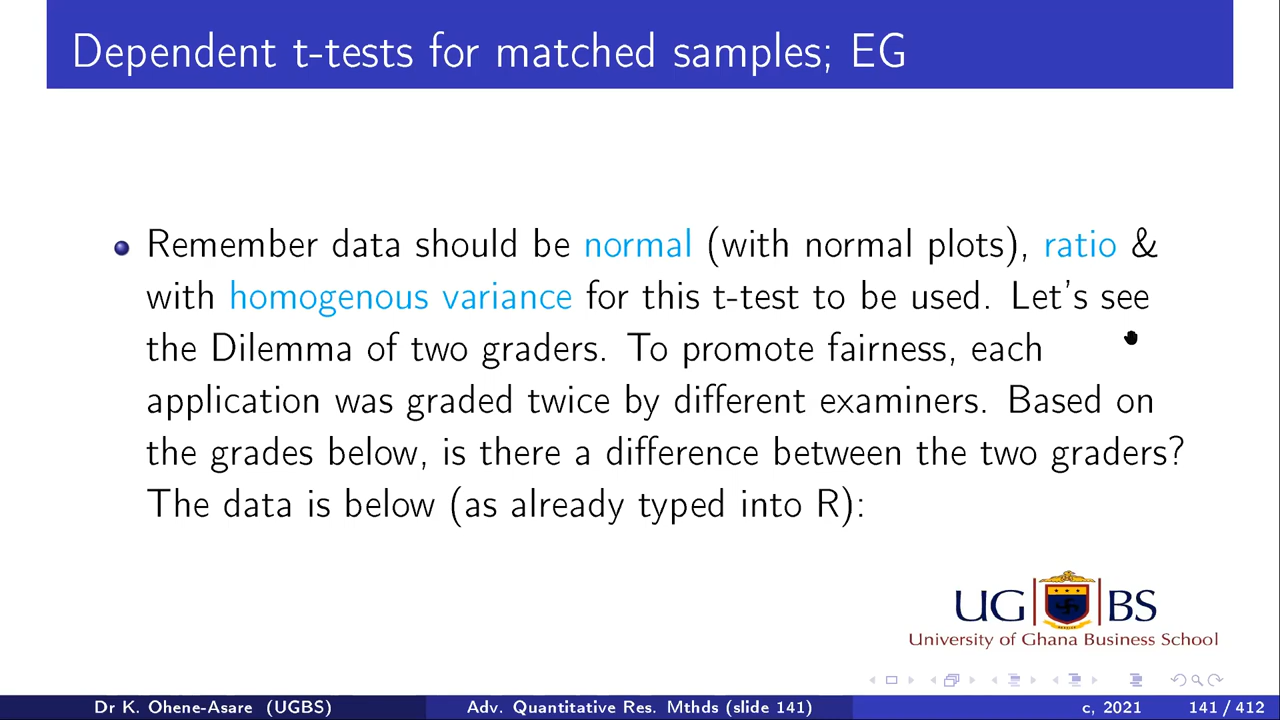 Dependent t-tests for matched samples; EG
Remember data should be normal (with normal plots), ratio &
with homogenous variance for this t-test to be used. Let's see
the Dilemma of two graders. To promote fairness, each
application was graded twice by different examiners. Based on
the grades below, is there a difference between the two graders?
The data is below (as already typed into R):
UG BS
University of Ghana Business School
Dr K. Ohene-Asare (UGBS) Adv. Quantitative Res. Mthds (slide 141) c, 2021 141 / 412